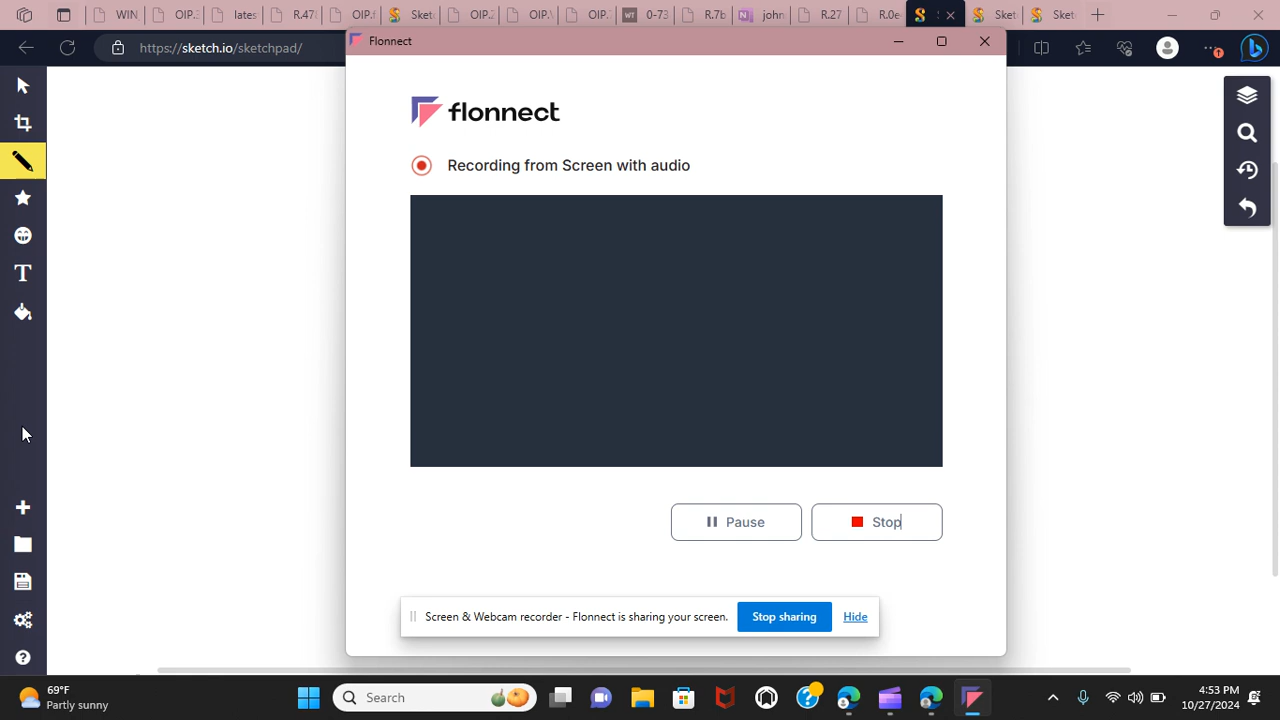 WIN OIP.: lates R.47( OIP.f Sket OIP.2 OIP.\ OIP. 0-73 R.7b john R.27 R.0e S Sket Sket
https://sketch.io/sketchpad/
Flonnect
flonnect
Recording from Screen with audio
T
Pause Stop
Screen & Webcam recorder - Flonnect is sharing your screen. Stop sharing Hide
69°F
Partly sunny
Search
4:53 PM
10/27/2024